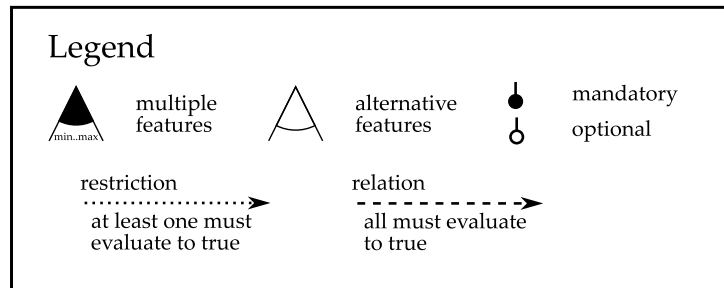 Legend
multiple
features
min..max
alternative
features
mandatory
optional
restriction
at least one must
evaluate to true
relation
all must evaluate
to true